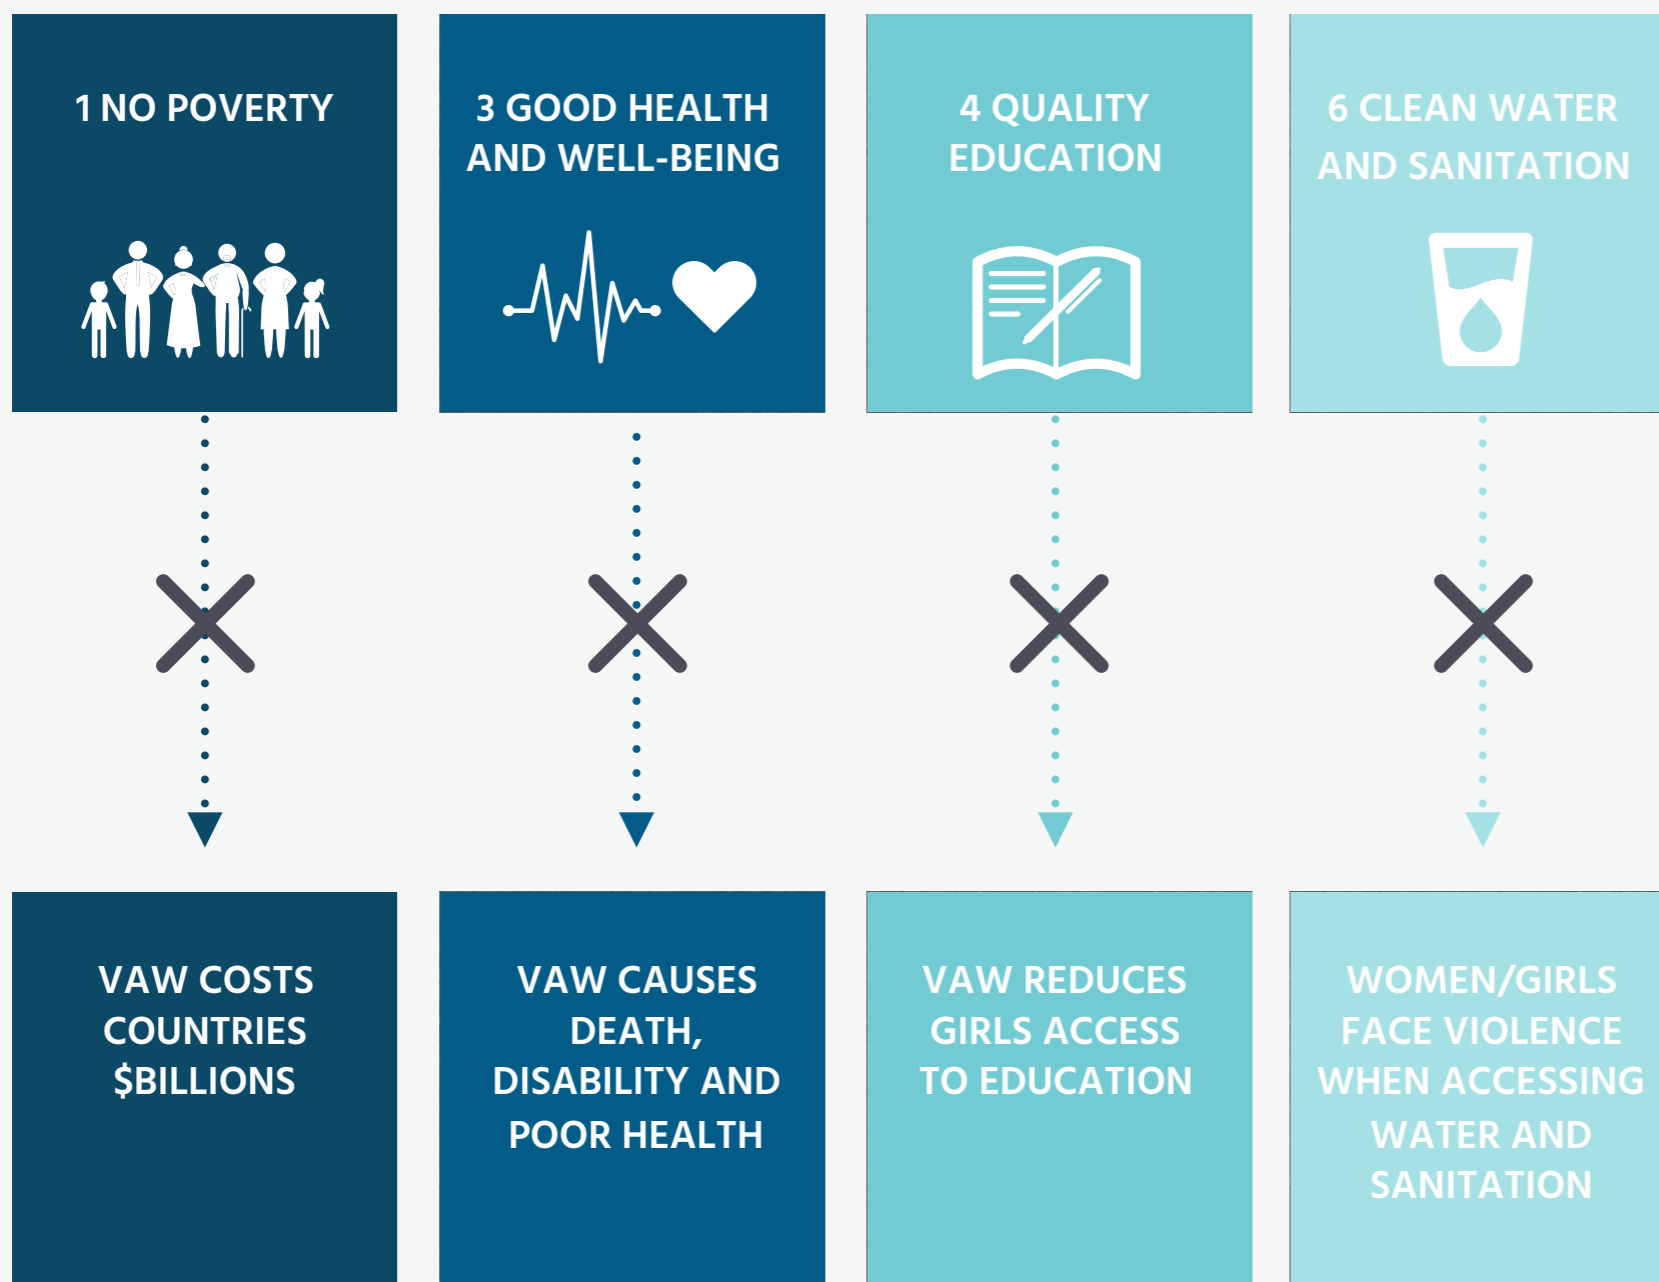 1 NO POVERTY
3 GOOD HEALTH
AND WELL-BEING
4 QUALITY
EDUCATION
6 CLEAN WATER
AND SANITATION
VAW COSTS
COUNTRIES
$BILLIONS
VAW CAUSES
DEATH,
DISABILITY AND
POOR HEALTH
VAW REDUCES
GIRLS ACCESS
TO EDUCATION
WOMEN/GIRLS
FACE VIOLENCE
WHEN ACCESSING
WATER AND
SANITATION